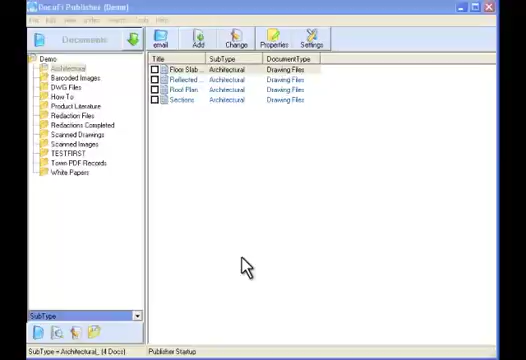 DocuFi Publisher (Demo)
Documents
email
Add
Change
Properties
Settings
Title SubType DocumentType
Floor Slab... Architectural Drawing Files
Reflected ... Architectural Drawing Files
Roof Plan Architectural Drawing Files
Sections Architectural Drawing Files
Demo
Architectural
Barcoded Images
DWG Files
How-To
Product Literature
Redaction Files
Redactions Completed
Scanned Drawings
Scanned Images
TESTFIRST
Town PDF Records
White Papers
SubType
SubType = Architectural_ (4 Docs)
Publisher Startup